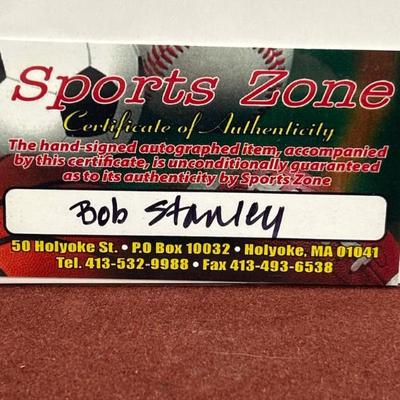 Sports Zone
Certificate of Authenticity
The hand-signed autographed item, accompanied
by this certificate, is unconditionally guaranteed
as to its authenticity by Sports Zone
Bob Stanley
50 Holyoke St. • P.O Box 10032 • Holyoke, MA 01041
Tel. 413-532-9988 • Fax 413-493-6538